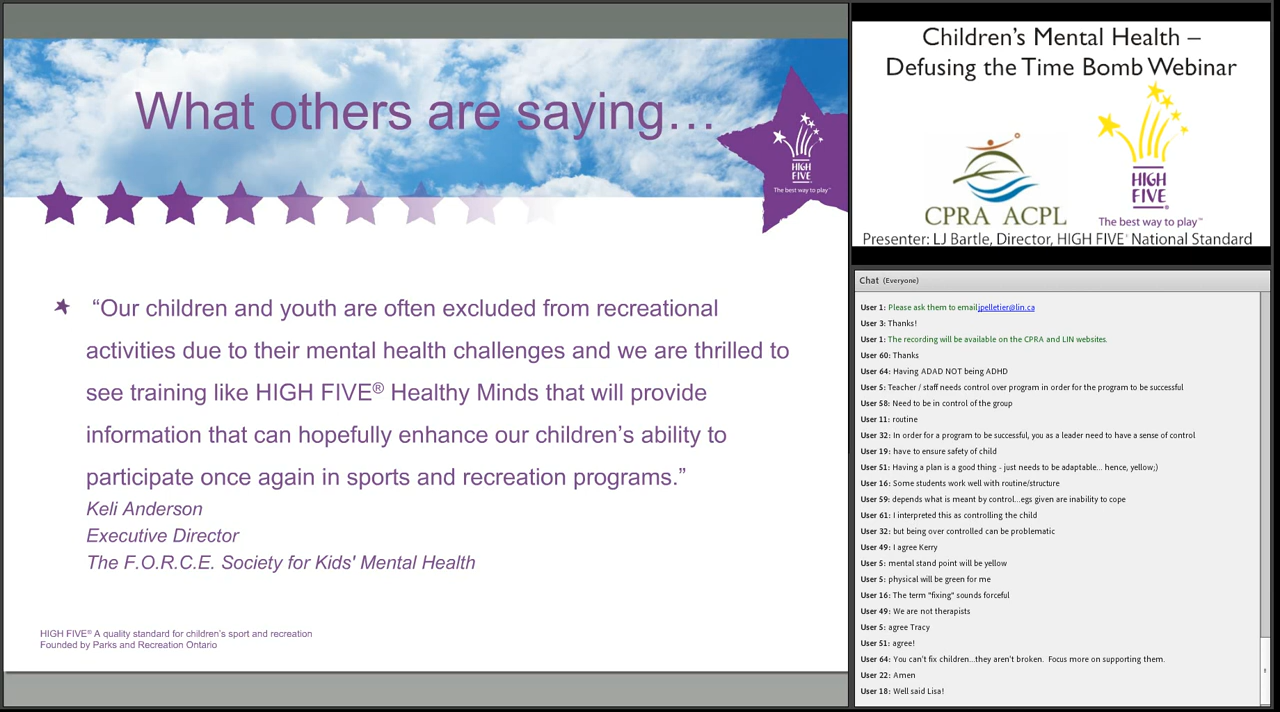 What others are saying…
HIGH
FIVE
The best way to play™
“Our children and youth are often excluded from recreational
activities due to their mental health challenges and we are thrilled to
see training like HIGH FIVE® Healthy Minds that will provide
information that can hopefully enhance our children’s ability to
participate once again in sports and recreation programs.”
Keli Anderson
Executive Director
The F.O.R.C.E. Society for Kids' Mental Health
HIGH FIVE® A quality standard for children’s sport and recreation
Founded by Parks and Recreation Ontario
Children’s Mental Health –
Defusing the Time Bomb Webinar
CPRA ACPL
HIGH
FIVE®
The best way to play™
Presenter: LJ Bartle, Director, HIGH FIVE® National Standard
Chat (Everyone)
User 1: Please ask them to email jpelletier@lin.ca
User 3: Thanks!
User 1: The recording will be available on the CPRA and LIN websites.
User 60: Thanks
User 64: Having ADAD NOT being ADHD
User 5: Teacher / staff needs control over program in order for the program to be successful
User 58: Need to be in control of the group
User 11: routine
User 32: In order for a program to be successful, you as a leader need to have a sense of control
User 19: have to ensure safety of child
User 51: Having a plan is a good thing - just needs to be adaptable... hence, yellow;)
User 16: Some students work well with routine/structure
User 59: depends what is meant by control...egs given are inability to cope
User 61: I interpreted this as controlling the child
User 32: but being over controlled can be problematic
User 49: I agree Kerry
User 5: mental stand point will be yellow
User 5: physical will be green for me
User 16: The term "fixing" sounds forceful
User 49: We are not therapists
User 5: agree Tracy
User 51: agree!
User 64: You can't fix children...they aren't broken.  Focus more on supporting them.
User 22: Amen
User 18: Well said Lisa!